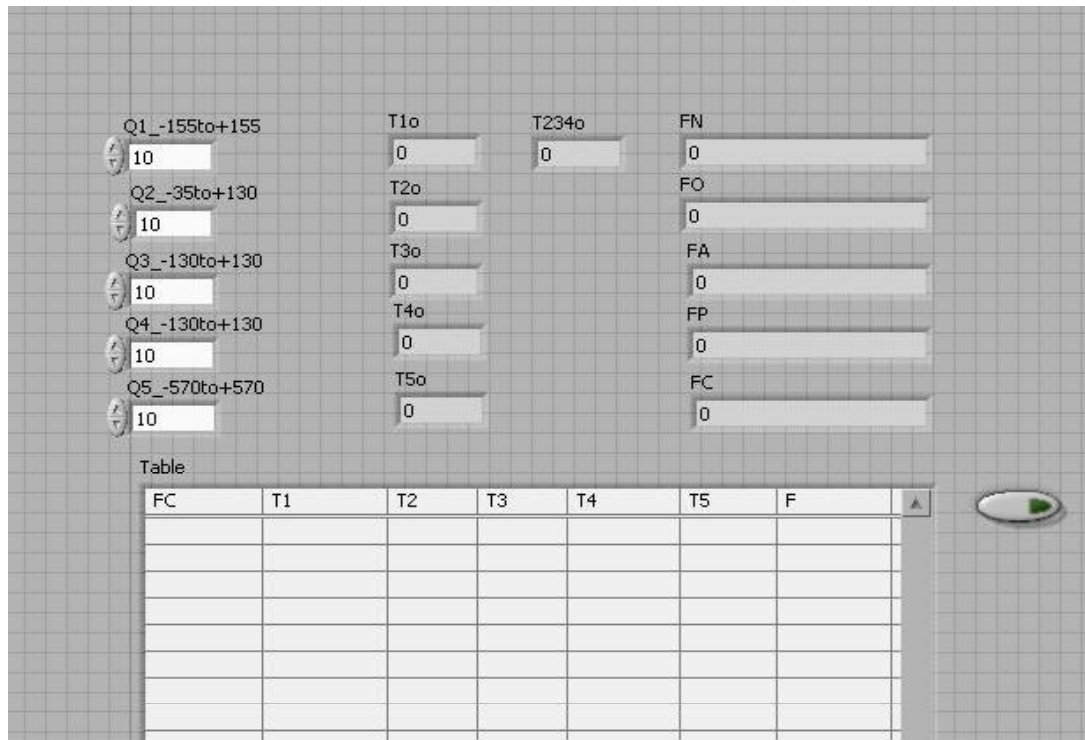 Q1_-155to+155 T1o T234o FN
10 0 0 0
Q2_-35to+130 T2o FO
10 0 0
Q3_-130to+130 T3o FA
10 0 0
Q4_-130to+130 T4o FP
10 0 0
Q5_-570to+570 T5o FC
10 0 0
Table
FC T1 T2 T3 T4 T5 F